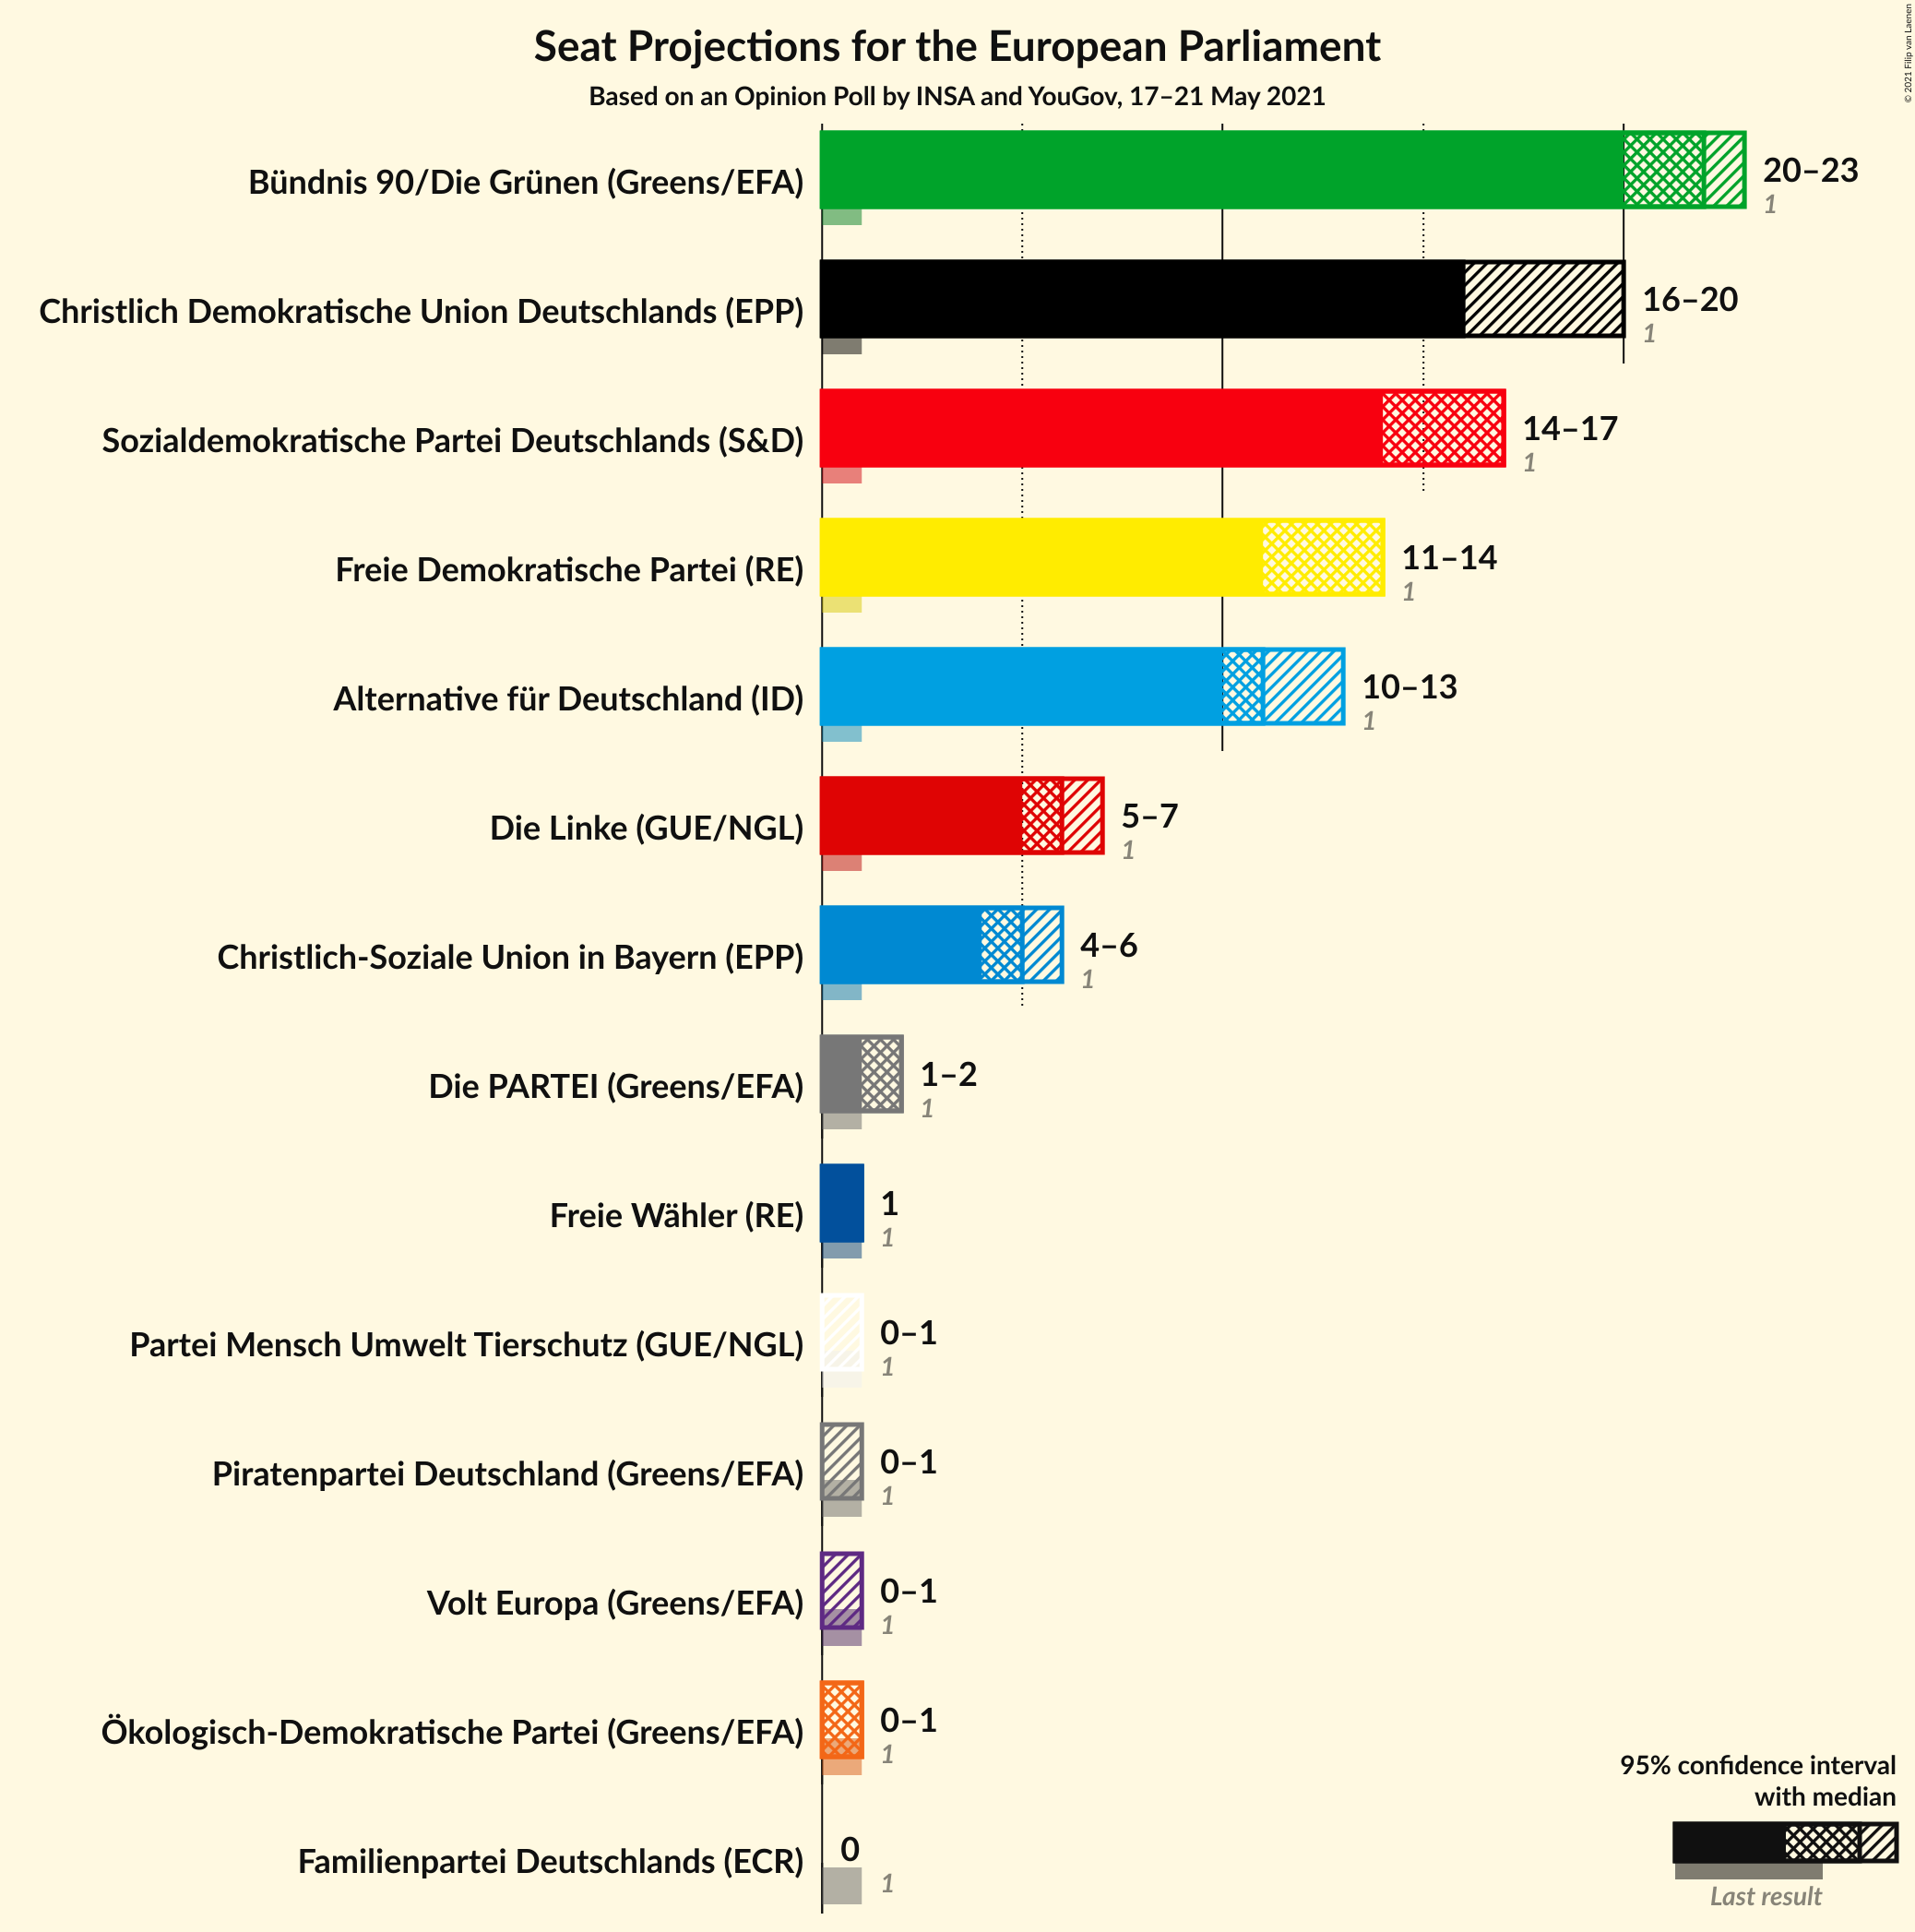 Seat Projections for the European Parliament
Based on an Opinion Poll by INSA and YouGov, 17–21 May 2021
© 2021 Filip van Laenen
Bündnis 90/Die Grünen (Greens/EFA)
20–23
1
Christlich Demokratische Union Deutschlands (EPP)
16–20
1
Sozialdemokratische Partei Deutschlands (S&D)
14–17
1
Freie Demokratische Partei (RE)
11–14
1
Alternative für Deutschland (ID)
10–13
1
Die Linke (GUE/NGL)
5–7
1
Christlich-Soziale Union in Bayern (EPP)
4–6
1
Die PARTEI (Greens/EFA)
1–2
1
Freie Wähler (RE)
1
1
Partei Mensch Umwelt Tierschutz (GUE/NGL)
0–1
1
Piratenpartei Deutschland (Greens/EFA)
0–1
1
Volt Europa (Greens/EFA)
0–1
1
Ökologisch-Demokratische Partei (Greens/EFA)
0–1
1
Familienpartei Deutschlands (ECR)
0
1
95% confidence interval
with median
Last result